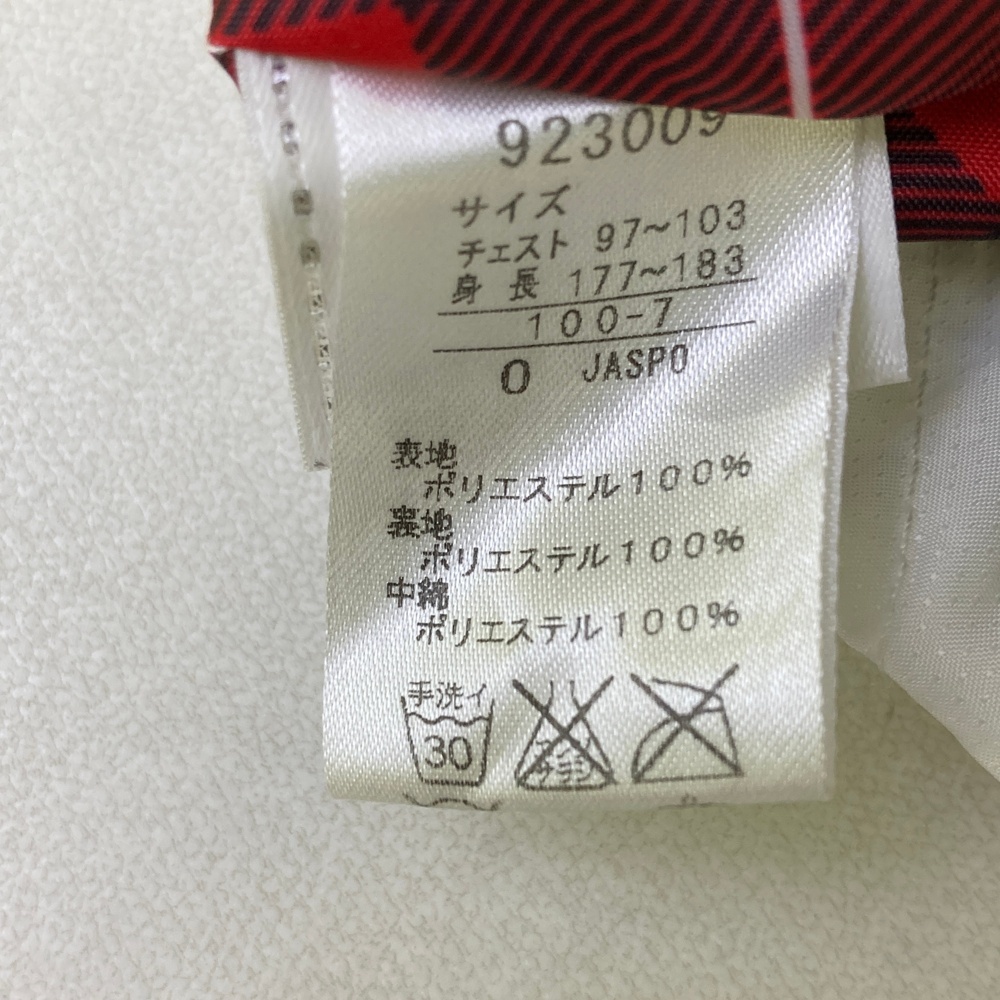 923009
サイズ
チェスト 97~103
身長 177~183
100-7
O JASPO
表地
ポリエステル100%
裏地
ポリエステル100%
中綿
ポリエステル100%
手洗イ
30